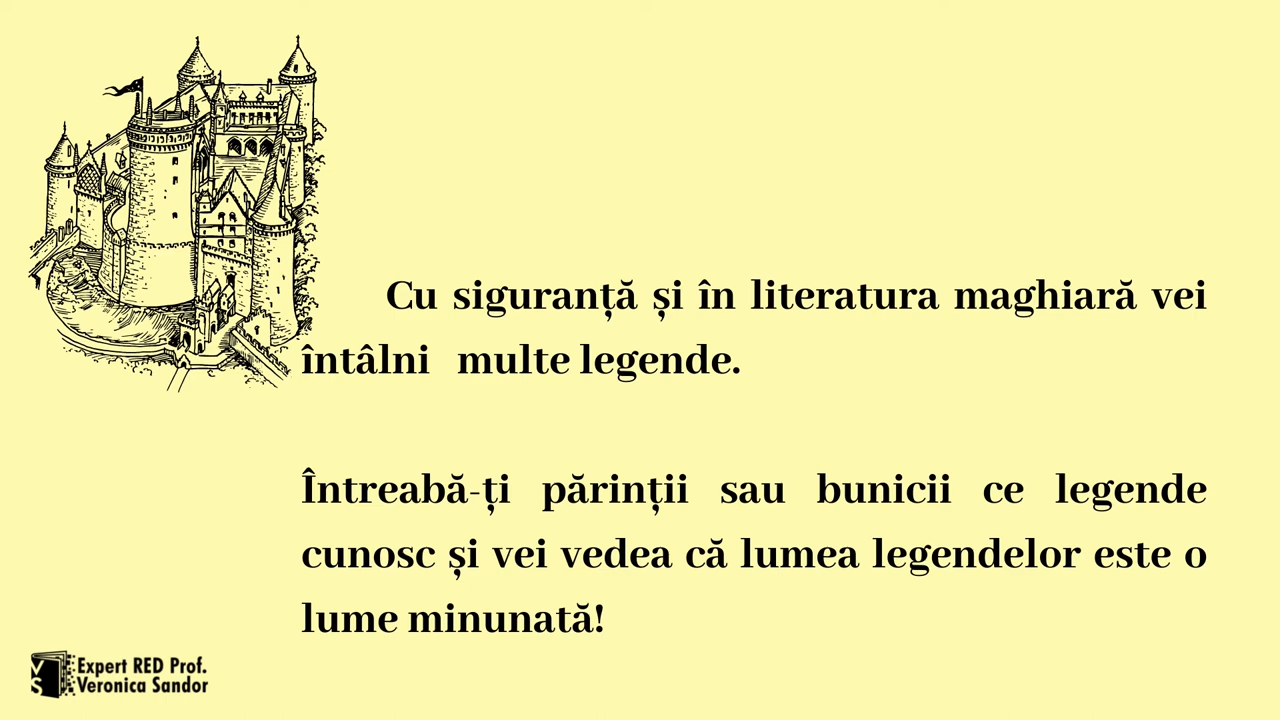 Cu siguranță și în literatura maghiară vei
întâlni multe legende.
Întreabă-ți părinții sau bunicii ce legende
cunosc și vei vedea că lumea legendelor este o
lume minunată!
VS
Expert RED Prof.
Veronica Sandor